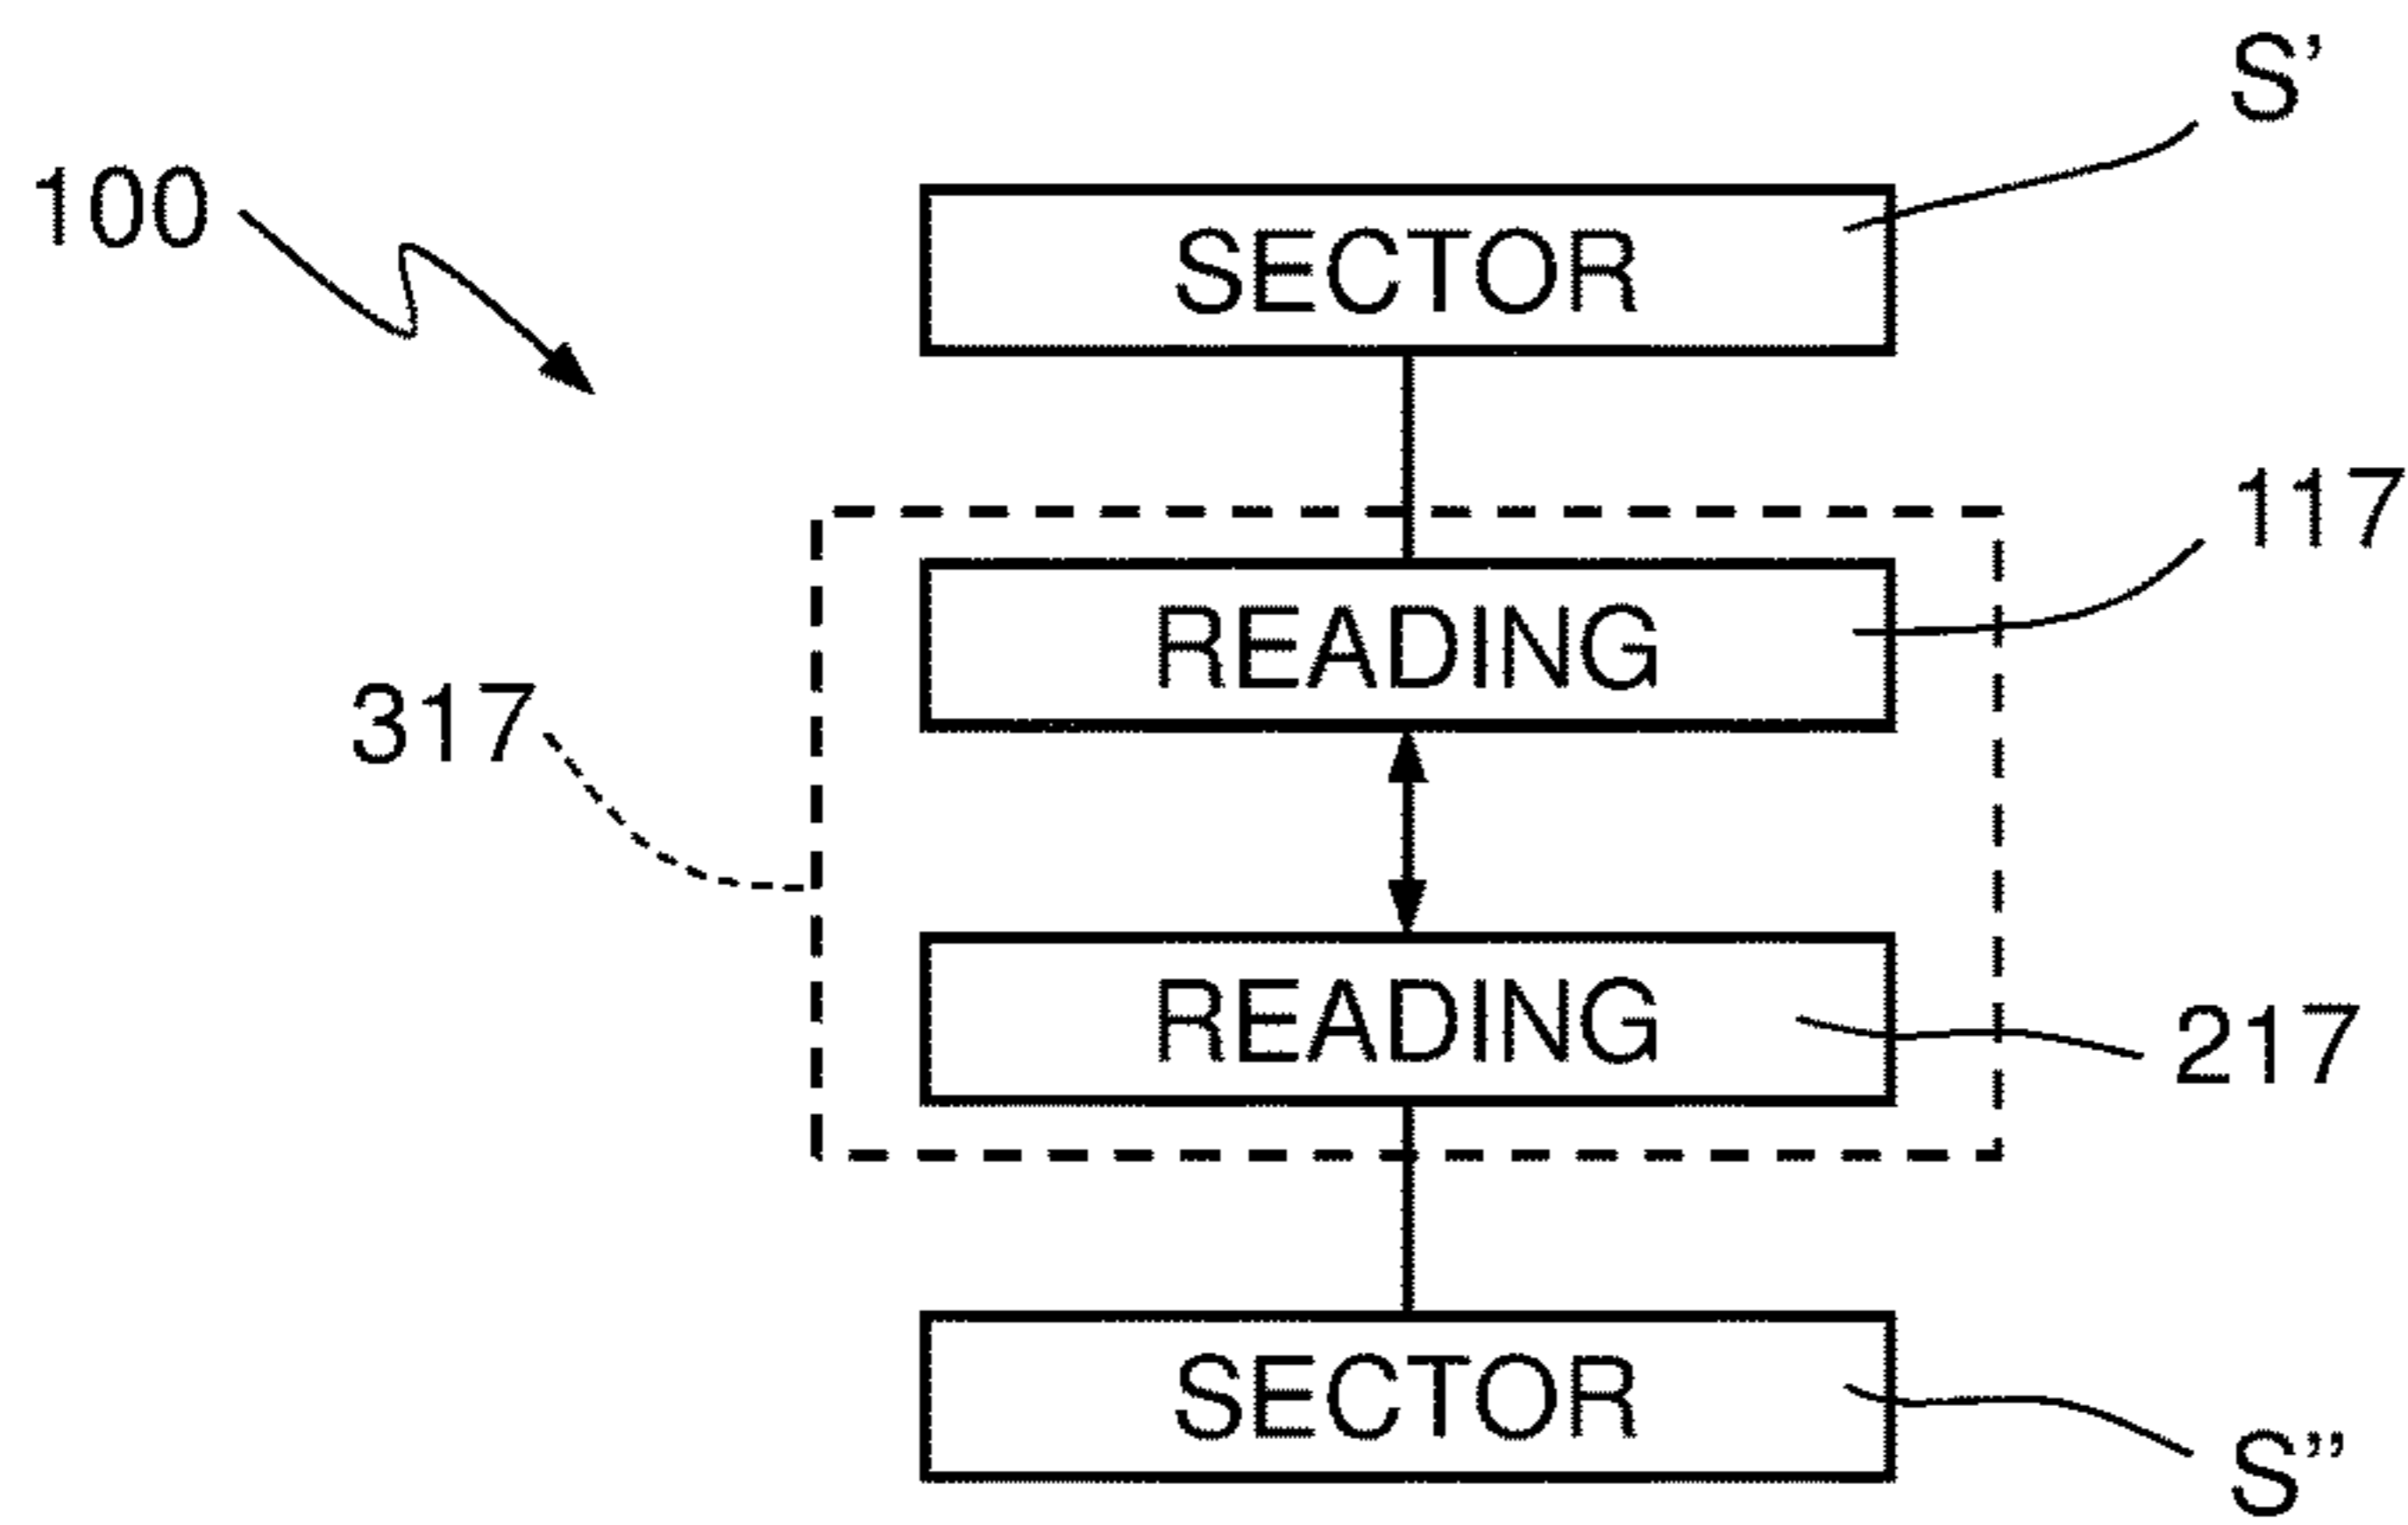 S’
100
SECTOR
117
READING
317
READING
217
SECTOR
S”